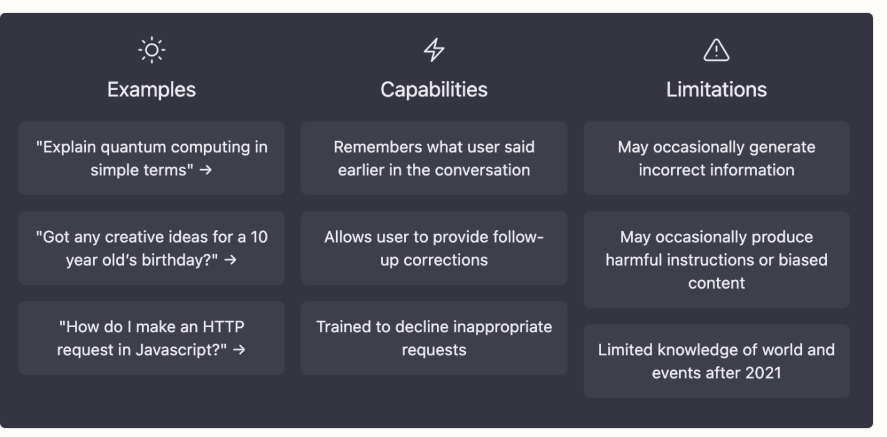 Examples
"Explain quantum computing in
simple terms" →
"Got any creative ideas for a 10
year old's birthday?" →
"How do I make an HTTP
request in Javascript?" →
Capabilities
Remembers what user said
earlier in the conversation
Allows user to provide follow-
up corrections
Trained to decline inappropriate
requests
Limitations
May occasionally generate
incorrect information
May occasionally produce
harmful instructions or biased
content
Limited knowledge of world and
events after 2021